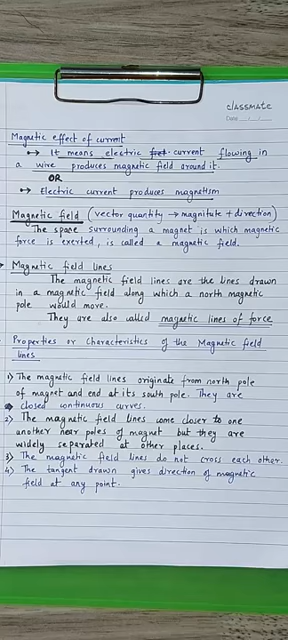 classmate
Date
Magnetic effect of current
→ It means electric current flowing in
a wire produces magnetic field around it.
OR
→ Electric current produces magnetism
Magnetic field (vector quantity → magnitute + direction)
The space surrounding a magnet is which magnetic
force is exerted, is called a magnetic field.
Magnetic field lines
The magnetic field lines are the lines drawn
in a magnetic field along which a north magnetic
pole would move.
They are also called magnetic lines of force
Properties or characteristics of the Magnetic field
lines
1) The magnetic field lines originate from north pole
of magnet and end at its south pole. They are
closed continuous curves.
2) The magnetic field lines come closer to one
another near poles of magnet but they are
widely separated at other places.
3) The magnetic field lines do not cross each other.
4) The tangent drawn gives direction of magnetic
field at any point.